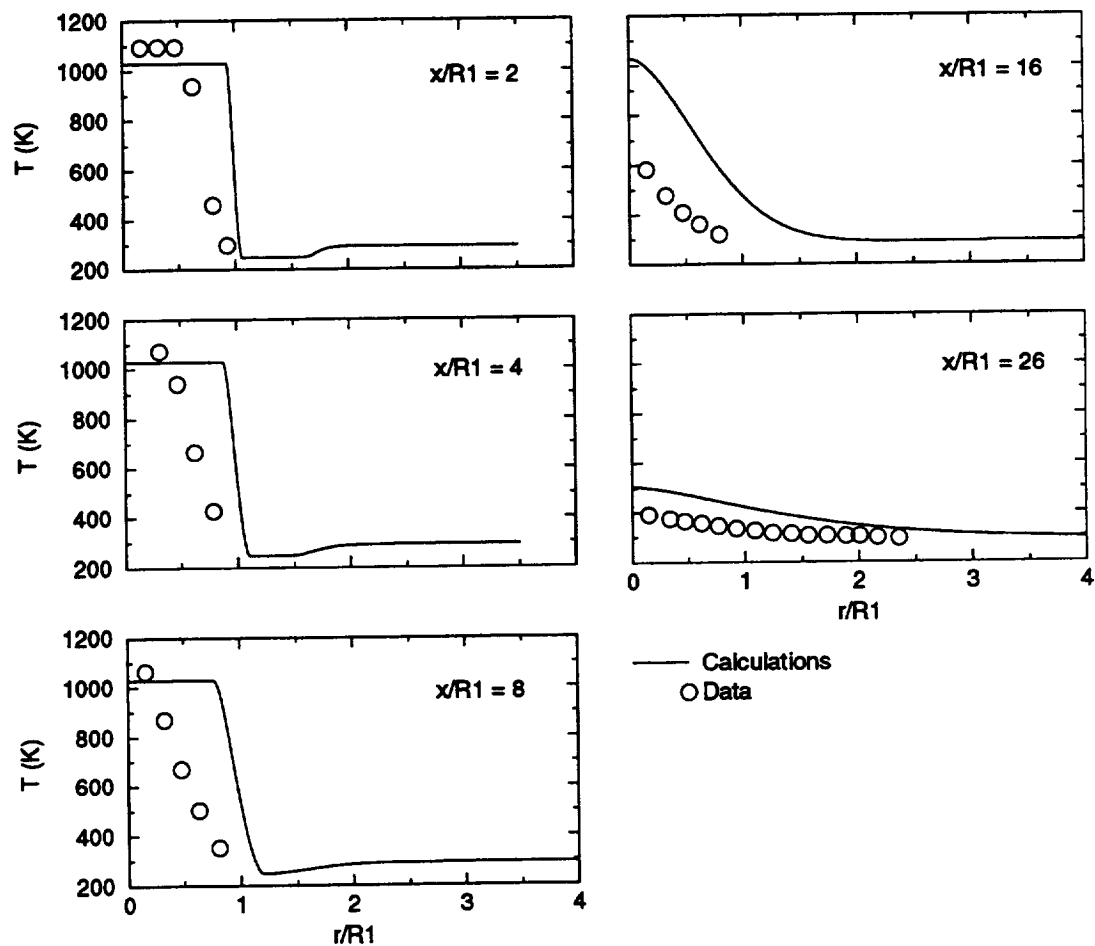 1200
1000
800
600
400
200
T (K)
x/R1 = 2
x/R1 = 16
1200
1000
800
600
400
200
T (K)
x/R1 = 4
x/R1 = 26
0
1
2
3
4
r/R1
1200
1000
800
600
400
200
T (K)
x/R1 = 8
0
1
2
3
4
r/R1
Calculations
Data